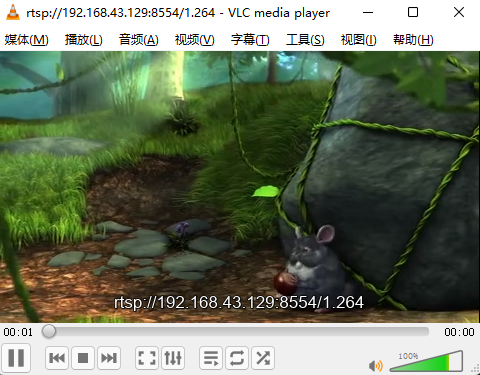 rtsp://192.168.43.129:8554/1.264 - VLC media player
媒体(M) 播放(L) 音频(A) 视频(V) 字幕(T) 工具(S) 视图(I) 帮助(H)
rtsp://192.168.43.129:8554/1.264
00:01 00:00
100%